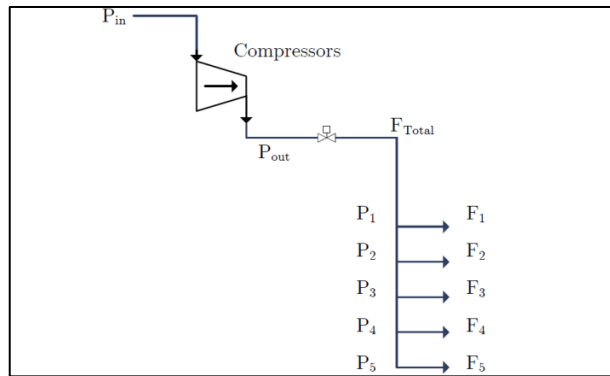 P_in
Compressors
P_out
F_Total
P_1 F_1
P_2 F_2
P_3 F_3
P_4 F_4
P_5 F_5